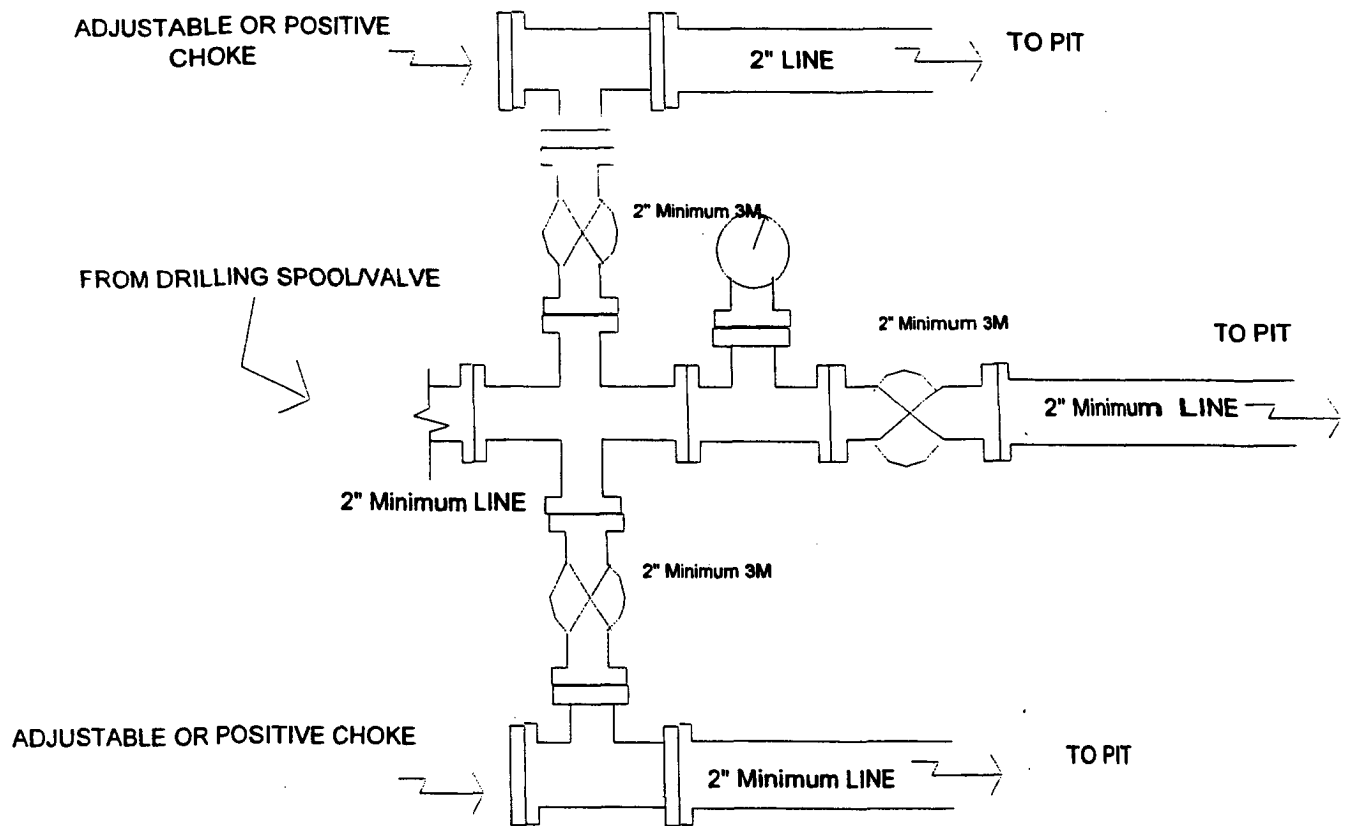 ADJUSTABLE OR POSITIVE
CHOKE
2" LINE
TO PIT
2" Minimum 3M
FROM DRILLING SPOOL/VALVE
2" Minimum 3M
TO PIT
2" Minimum LINE
2" Minimum LINE
2" Minimum 3M
ADJUSTABLE OR POSITIVE CHOKE
2" Minimum LINE
TO PIT